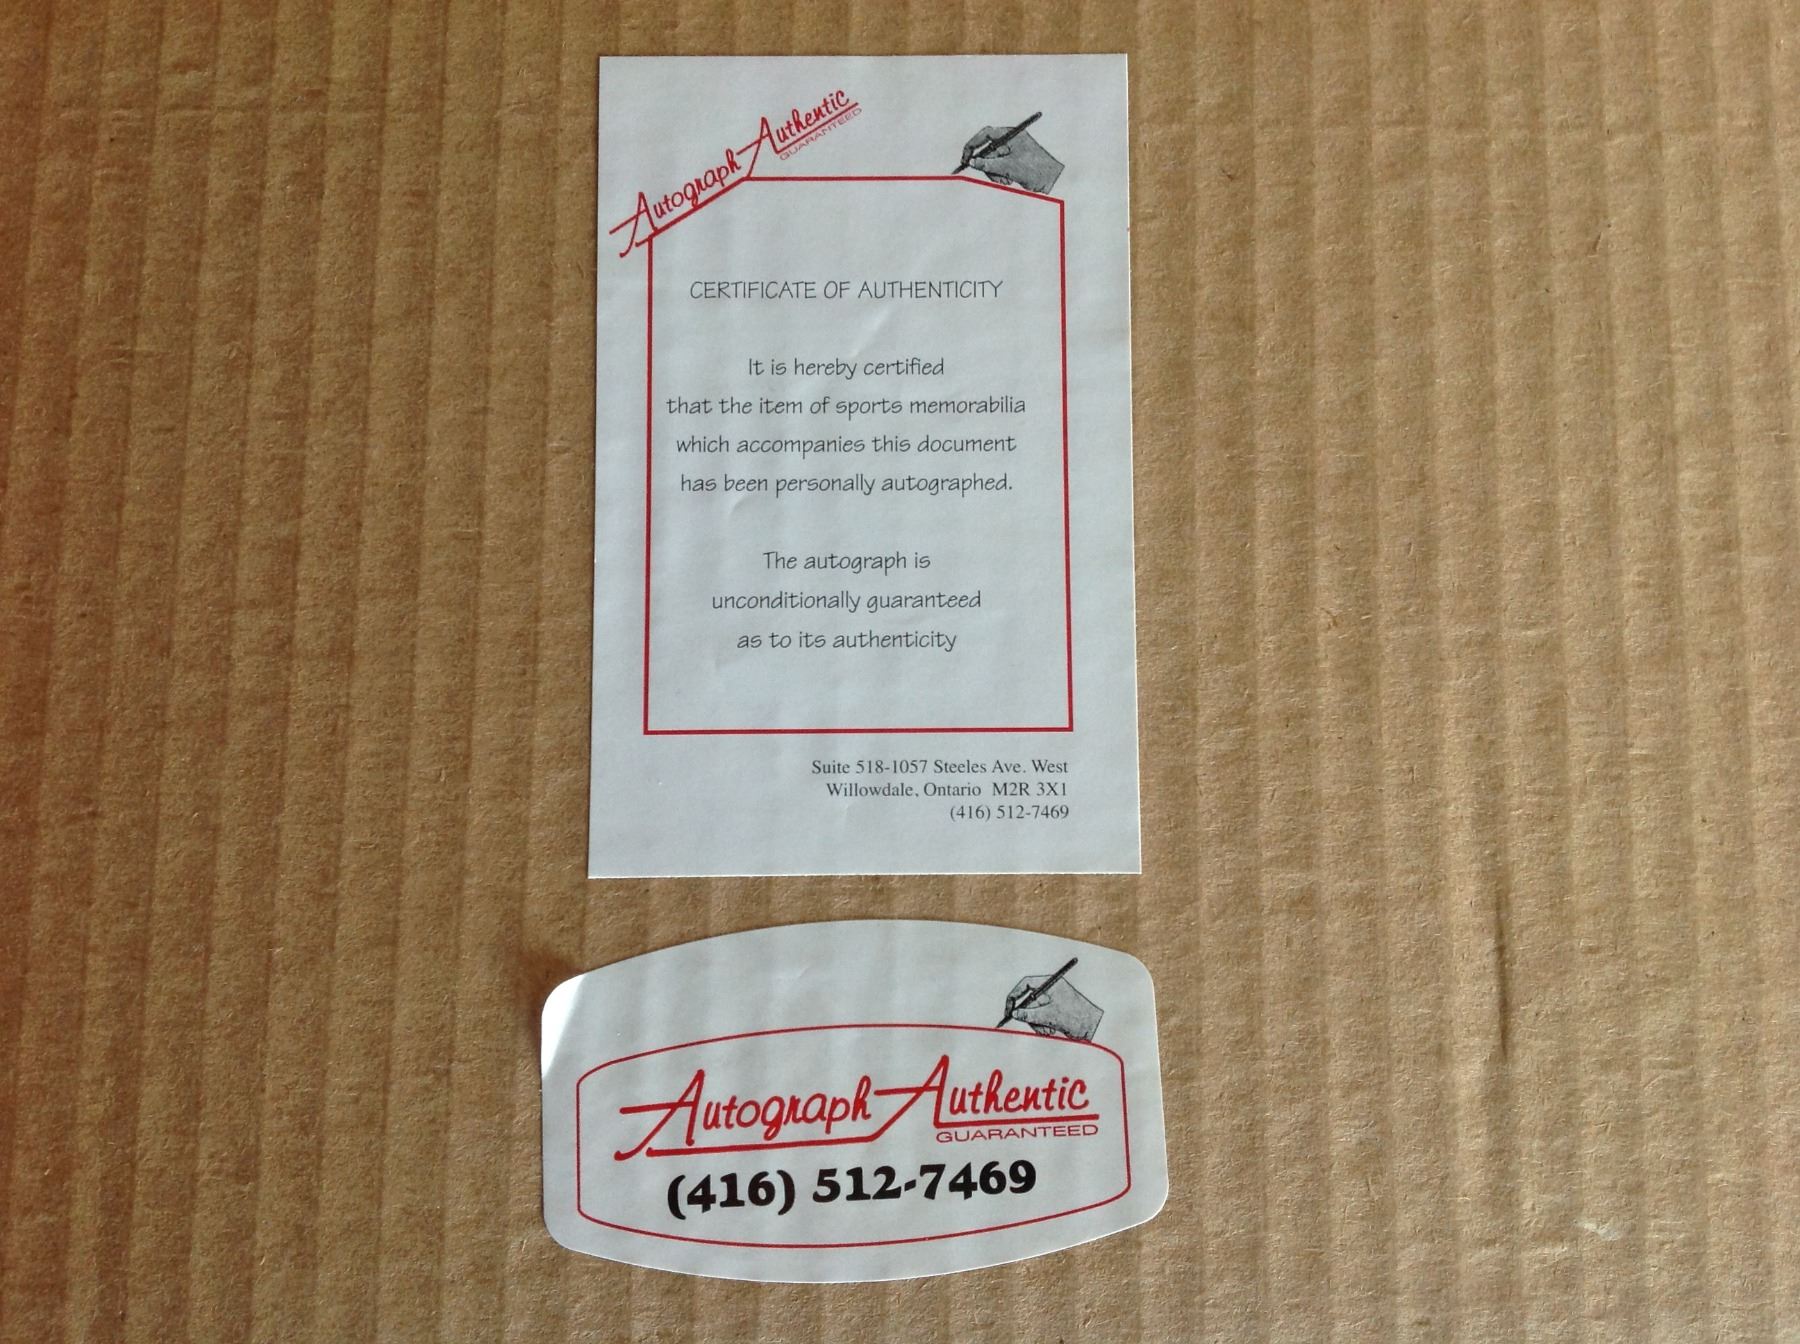 Autograph Authentic
GUARANTEED
CERTIFICATE OF AUTHENTICITY
It is hereby certified
that the item of sports memorabilia
which accompanies this document
has been personally autographed.
The autograph is
unconditionally guaranteed
as to its authenticity
Suite 518-1057 Steeles Ave. West
Willowdale, Ontario M2R 3X1
(416) 512-7469
Autograph Authentic
GUARANTEED
(416) 512-7469